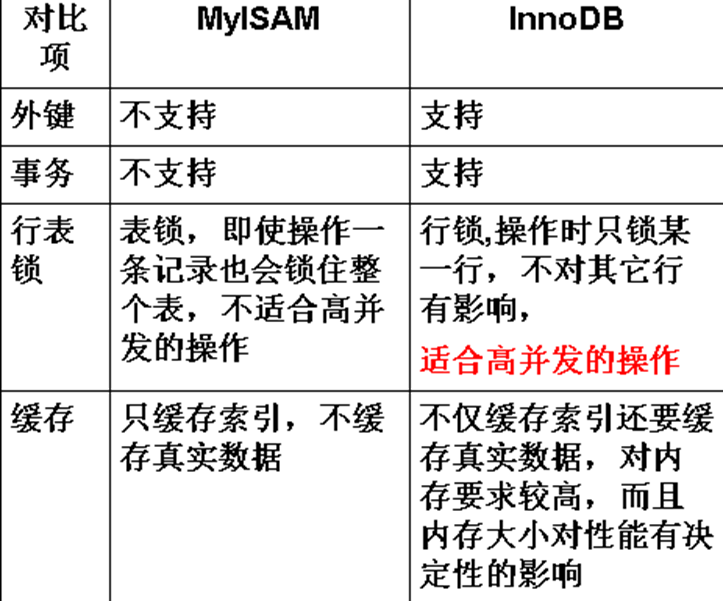 对比项
MyISAM
InnoDB
外键
不支持
支持
事务
不支持
支持
行表锁
表锁，即使操作一
条记录也会锁住整
个表，不适合高并
发的操作
行锁,操作时只锁某
一行，不对其它行
有影响，
适合高并发的操作
缓存
只缓存索引，不缓
存真实数据
不仅缓存索引还要缓
存真实数据，对内
存要求较高，而且
内存大小对性能有决
定性的影响